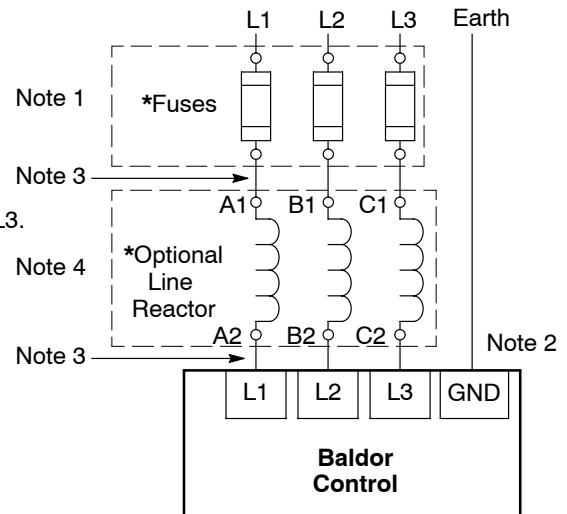 L1 L2 L3 Earth
Note 1 *Fuses
Note 3
A1 B1 C1
L3.
Note 4 *Optional
Line
Reactor
A2 B2 C2
Note 3 Note 2
L1 L2 L3 GND
Baldor
Control